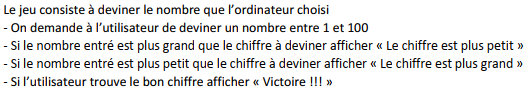 Le jeu consiste à deviner le nombre que l’ordinateur choisi
- On demande à l’utilisateur de deviner un nombre entre 1 et 100
- Si le nombre entré est plus grand que le chiffre à deviner afficher « Le chiffre est plus petit »
- Si le nombre entré est plus petit que le chiffre à deviner afficher « Le chiffre est plus grand »
- Si l’utilisateur trouve le bon chiffre afficher « Victoire !!! »